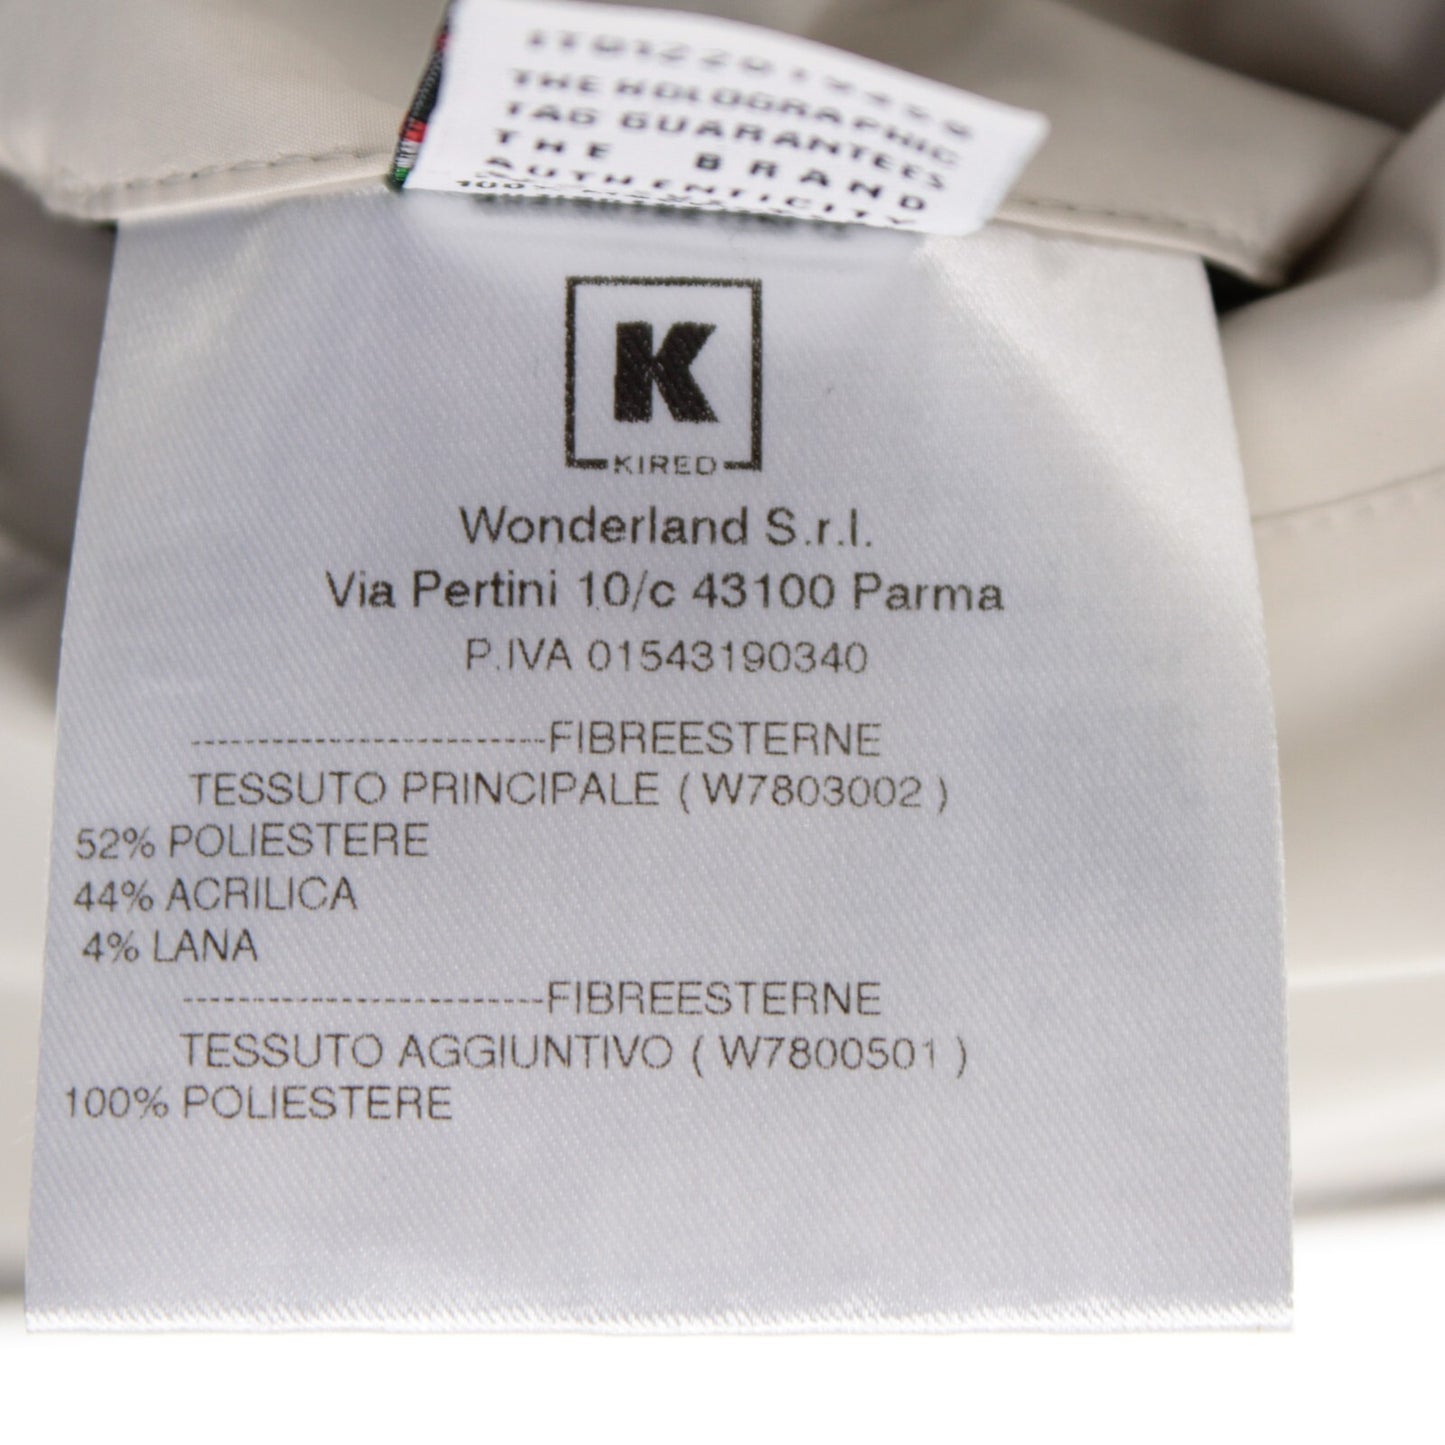 THE HOLOGRAPHIC
TAG GUARANTEES
THE BRAND
AUTHENTICITY
K
KIRED
Wonderland S.r.l.
Via Pertini 10/c 43100 Parma
P.IVA 01543190340
-------------------------FIBREESTERNE
TESSUTO PRINCIPALE ( W7803002 )
52% POLIESTERE
44% ACRILICA
4% LANA
-------------------------FIBREESTERNE
TESSUTO AGGIUNTIVO ( W7800501 )
100% POLIESTERE